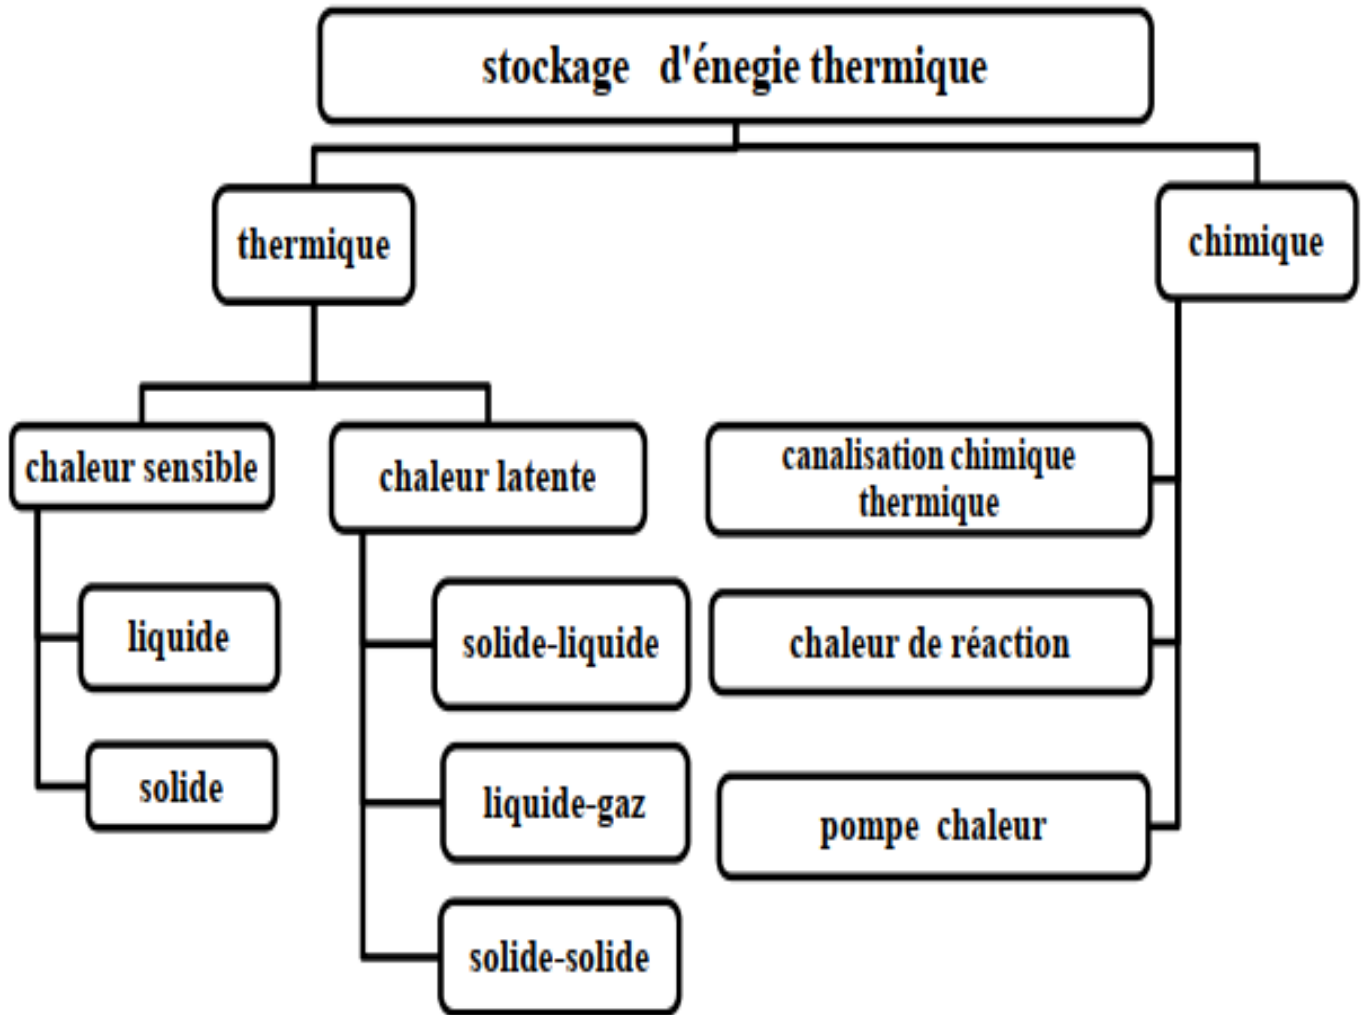 stockage d'énegie thermique
thermique
chimique
chaleur sensible
chaleur latente
canalisation chimique
thermique
liquide
solide-liquide
chaleur de réaction
solide
liquide-gaz
pompe chaleur
solide-solide